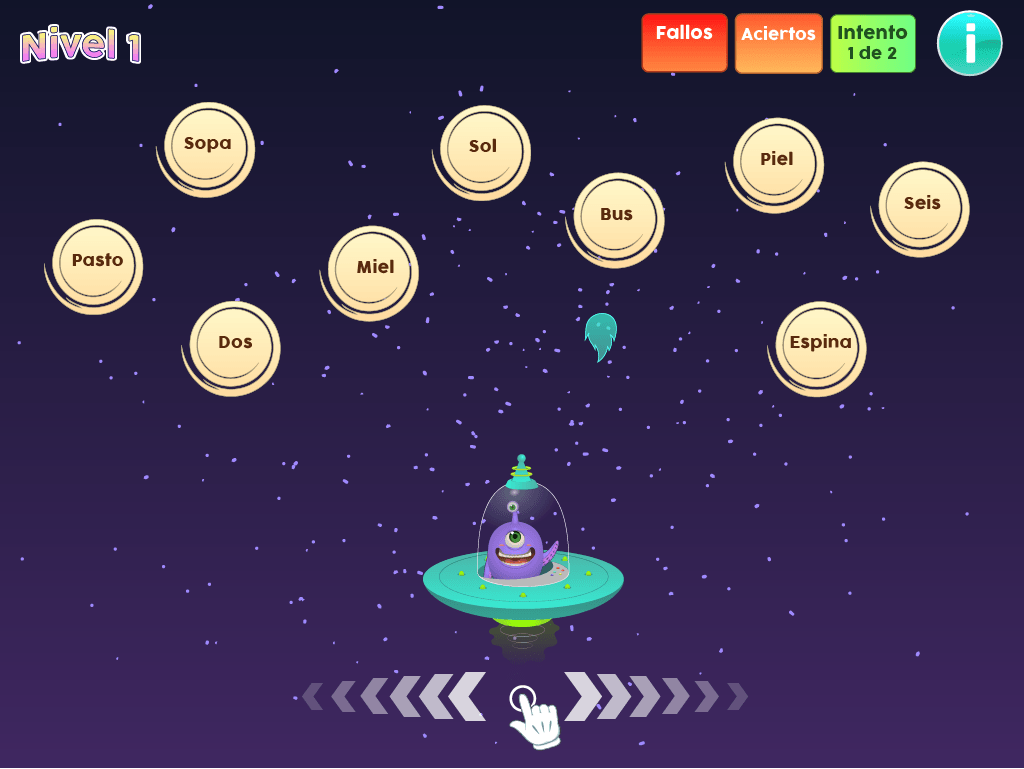 Nivel 1
Fallos
Aciertos
Intento
1 de 2
i
Sopa
Sol
Piel
Bus
Seis
Pasto
Miel
Dos
Espina